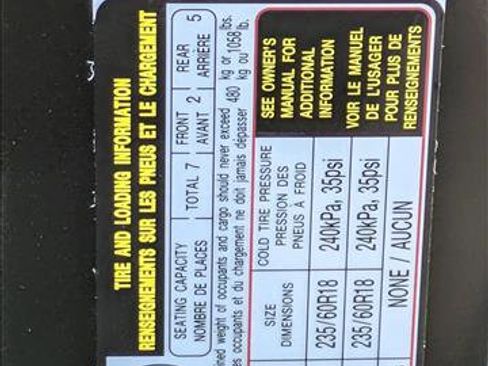 TIRE AND LOADING INFORMATION
RENSEIGNEMENTS SUR LES PNEUS ET LE CHARGEMENT
SEATING CAPACITY
NOMBRE DE PLACES
TOTAL 7
FRONT
AVANT 2
REAR
ARRIÈRE 5
weight of occupants and cargo should never exceed
occupants et du chargement ne doit jamais dépasser
480 kg or lbs.
kg ou 1058 lb.
SIZE
DIMENSIONS
COLD TIRE PRESSURE
PRESSION DES
PNEUS À FROID
SEE OWNER'S
MANUAL FOR
ADDITIONAL
INFORMATION
VOIR LE MANUEL
DE L'USAGER
POUR PLUS DE
RENSEIGNEMENTS
235/60R18 240kPa, 35psi
235/60R18 240kPa, 35psi
NONE / AUCUN